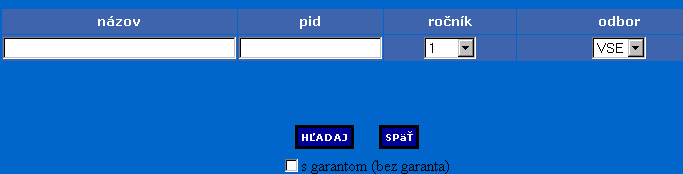 názov pid ročník odbor
1 VSE
HĽADAJ SPäŤ
s garantom (bez garanta)